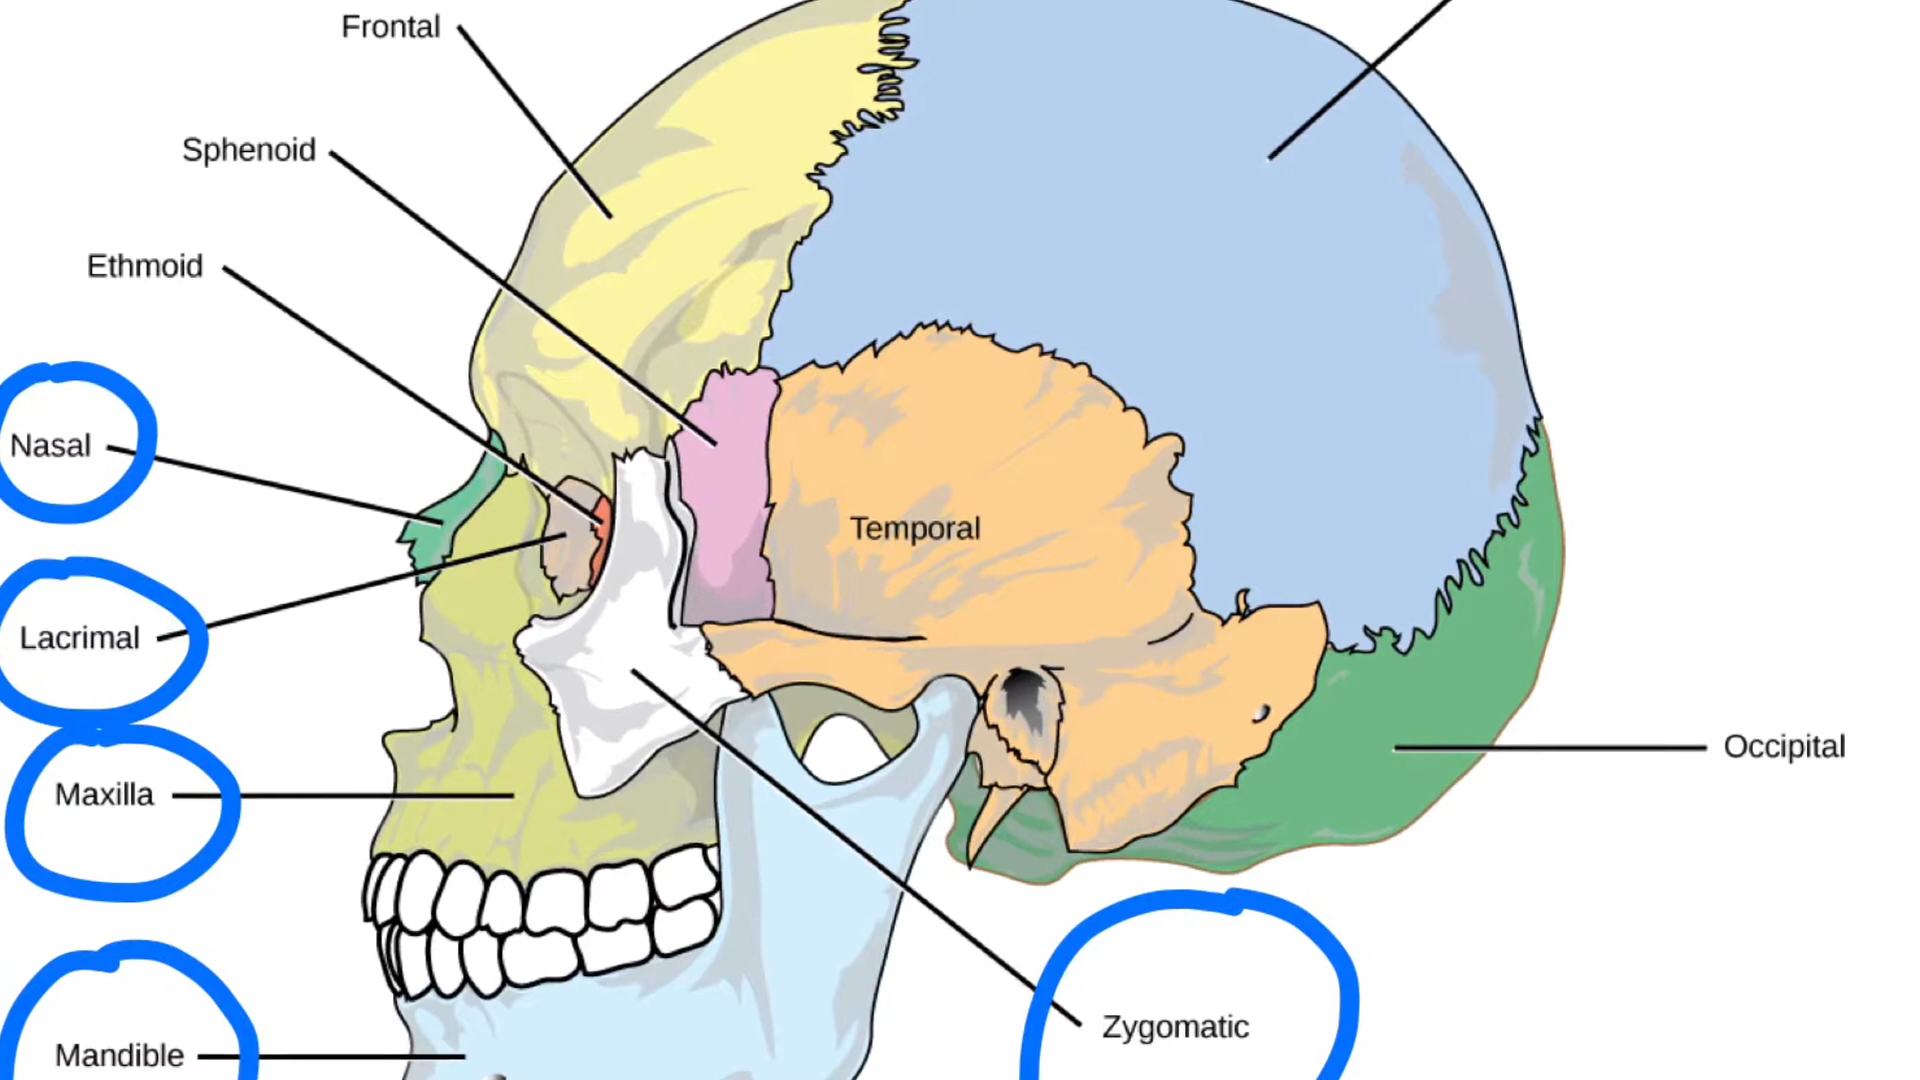 Frontal
Sphenoid
Ethmoid
Nasal
Temporal
Lacrimal
Occipital
Maxilla
Zygomatic
Mandible